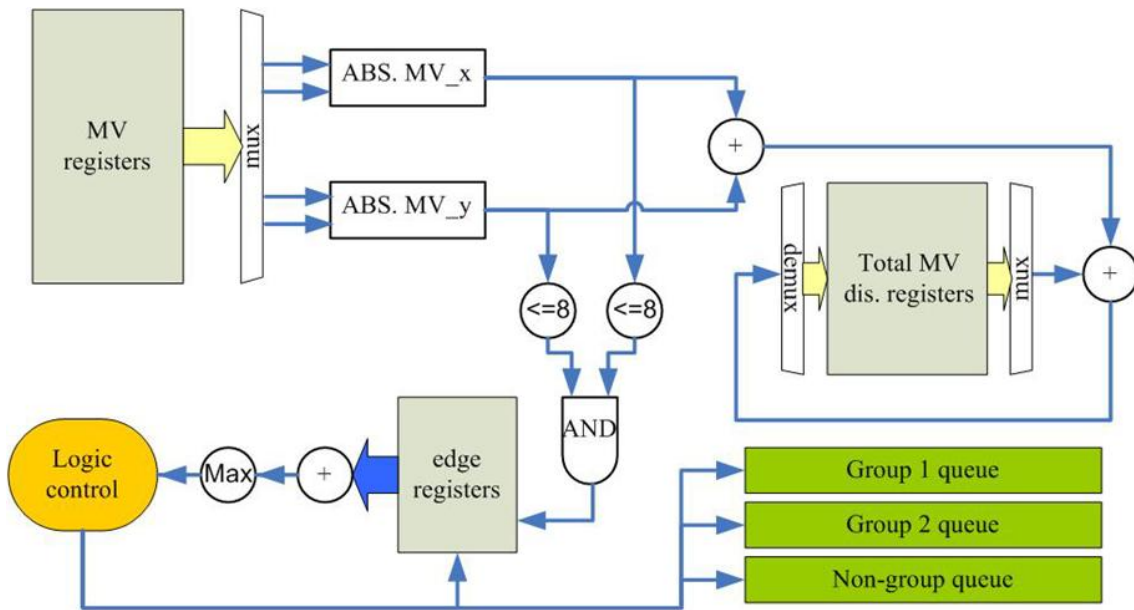 MV
registers
mux
ABS. MV_x
ABS. MV_y
+
demux
Total MV
dis. registers
mux
+
<=8
<=8
AND
Logic
control
Max
+
edge
registers
Group 1 queue
Group 2 queue
Non-group queue